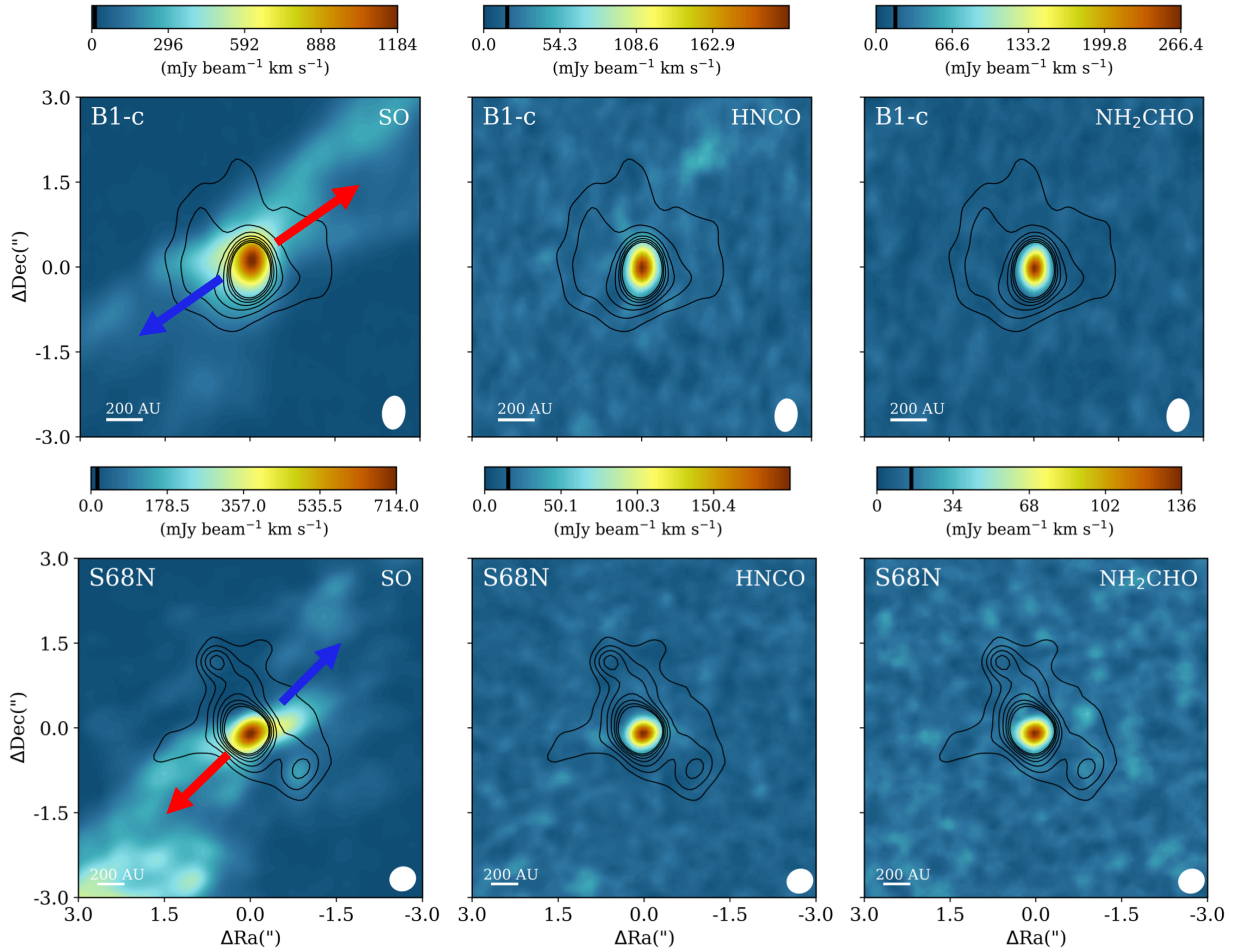 0 296 592 888 1184
(mJy beam⁻¹ km s⁻¹)
0.0 54.3 108.6 162.9
(mJy beam⁻¹ km s⁻¹)
0.0 66.6 133.2 199.8 266.4
(mJy beam⁻¹ km s⁻¹)
3.0
1.5
0.0
-1.5
-3.0
ΔDec(")
B1-c SO
200 AU
B1-c HNCO
200 AU
B1-c NH₂CHO
200 AU
0.0 178.5 357.0 535.5 714.0
(mJy beam⁻¹ km s⁻¹)
0.0 50.1 100.3 150.4
(mJy beam⁻¹ km s⁻¹)
0 34 68 102 136
(mJy beam⁻¹ km s⁻¹)
3.0
1.5
0.0
-1.5
-3.0
ΔDec(")
S68N SO
200 AU
S68N HNCO
200 AU
S68N NH₂CHO
200 AU
3.0 1.5 0.0 -1.5 -3.0
ΔRa(")
3.0 1.5 0.0 -1.5 -3.0
ΔRa(")
3.0 1.5 0.0 -1.5 -3.0
ΔRa(")